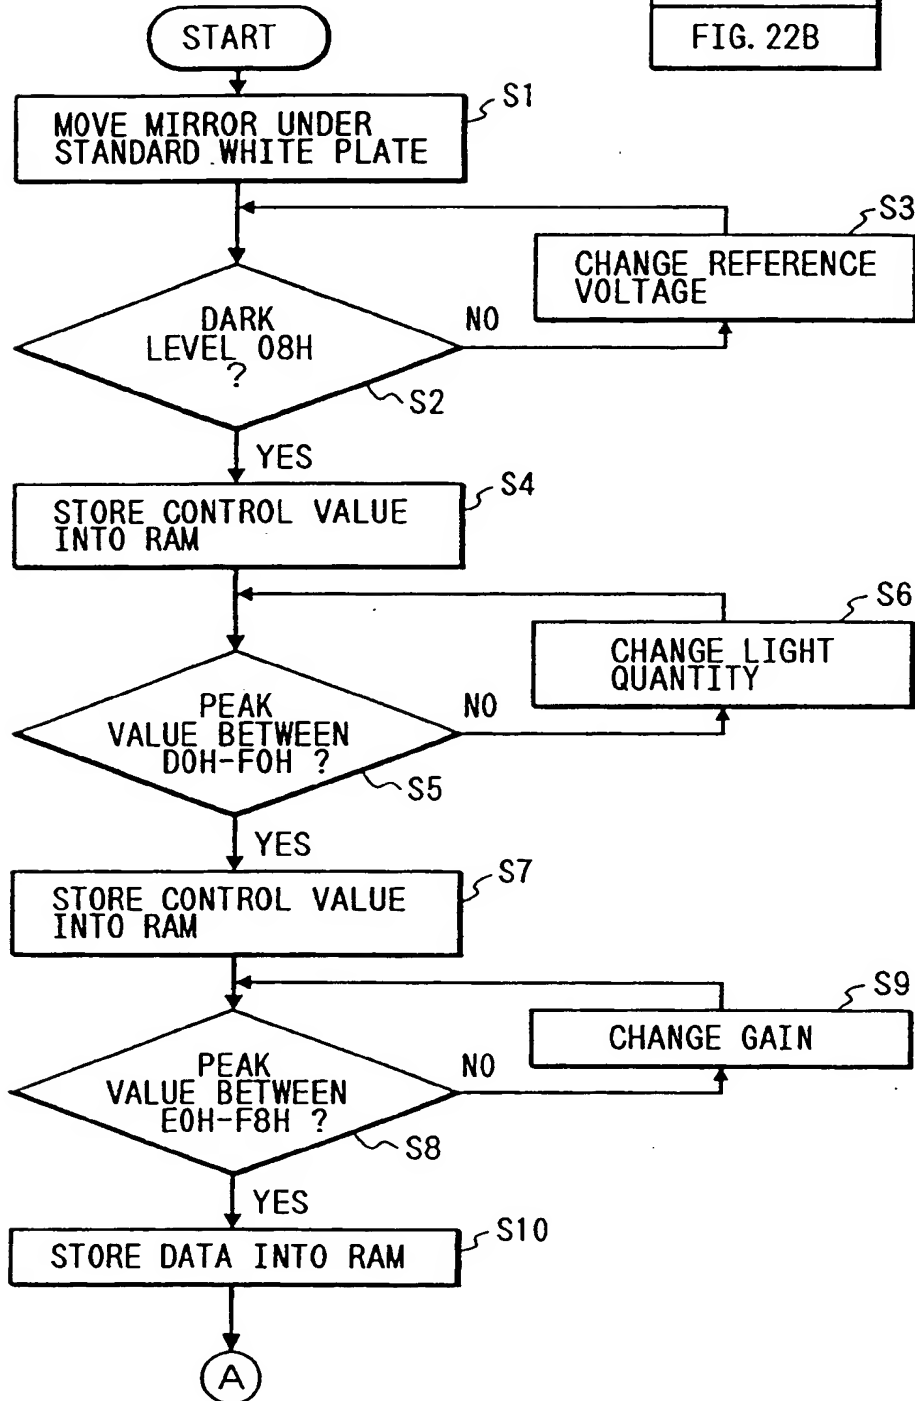 START
FIG. 22B
S1
MOVE MIRROR UNDER
STANDARD WHITE PLATE
S3
CHANGE REFERENCE
VOLTAGE
DARK
LEVEL 08H
?
NO
S2
YES
S4
STORE CONTROL VALUE
INTO RAM
S6
CHANGE LIGHT
QUANTITY
PEAK
VALUE BETWEEN
D0H-F0H ?
NO
S5
YES
S7
STORE CONTROL VALUE
INTO RAM
S9
CHANGE GAIN
PEAK
VALUE BETWEEN
E0H-F8H ?
NO
S8
YES
S10
STORE DATA INTO RAM
A